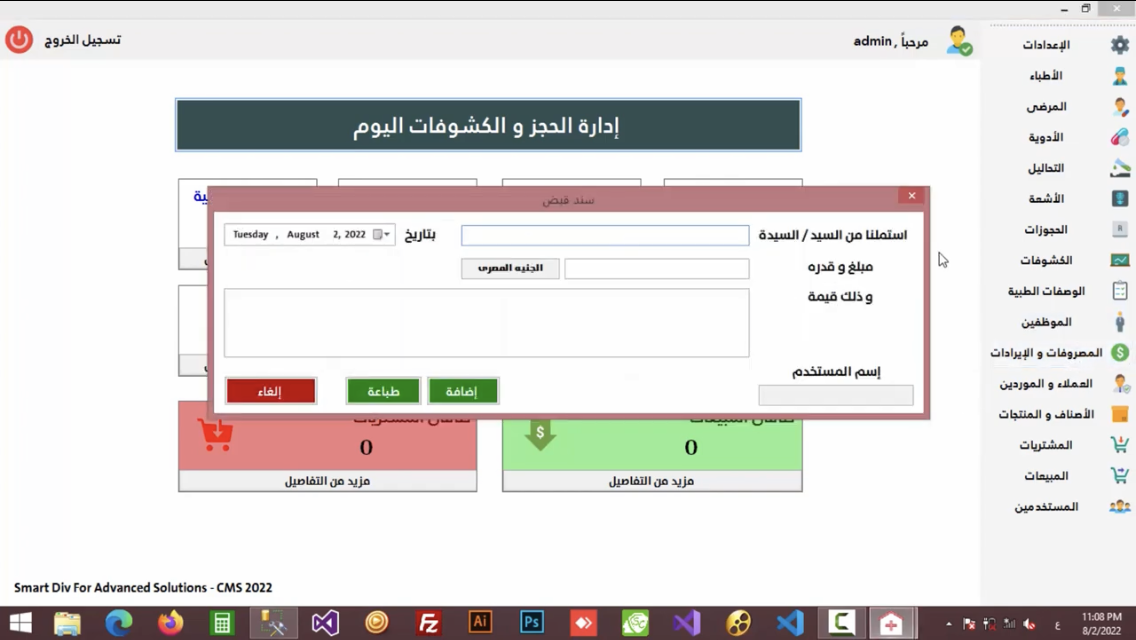 تسجيل الخروج
مرحباً , admin
الإعدادات
الأطباء
المرضى
الأدوية
التحاليل
الأشعة
الحجوزات
الكشوفات
الوصفات الطبية
الموظفين
المصروفات و الإيرادات
العملاء و الموردين
الأصناف و المنتجات
المشتريات
المبيعات
المستخدمين
إدارة الحجز و الكشوفات اليوم
سند قبض
استملنا من السيد / السيدة
بتاريخ
Tuesday , August 2, 2022
مبلغ و قدره
الجنيه المصرى
و ذلك قيمة
إسم المستخدم
إضافة
طباعة
إلغاء
0
0
مزيد من التفاصيل
مزيد من التفاصيل
Smart Div For Advanced Solutions - CMS 2022
Ai
Ps
ع
11:08 PM
8/2/2022